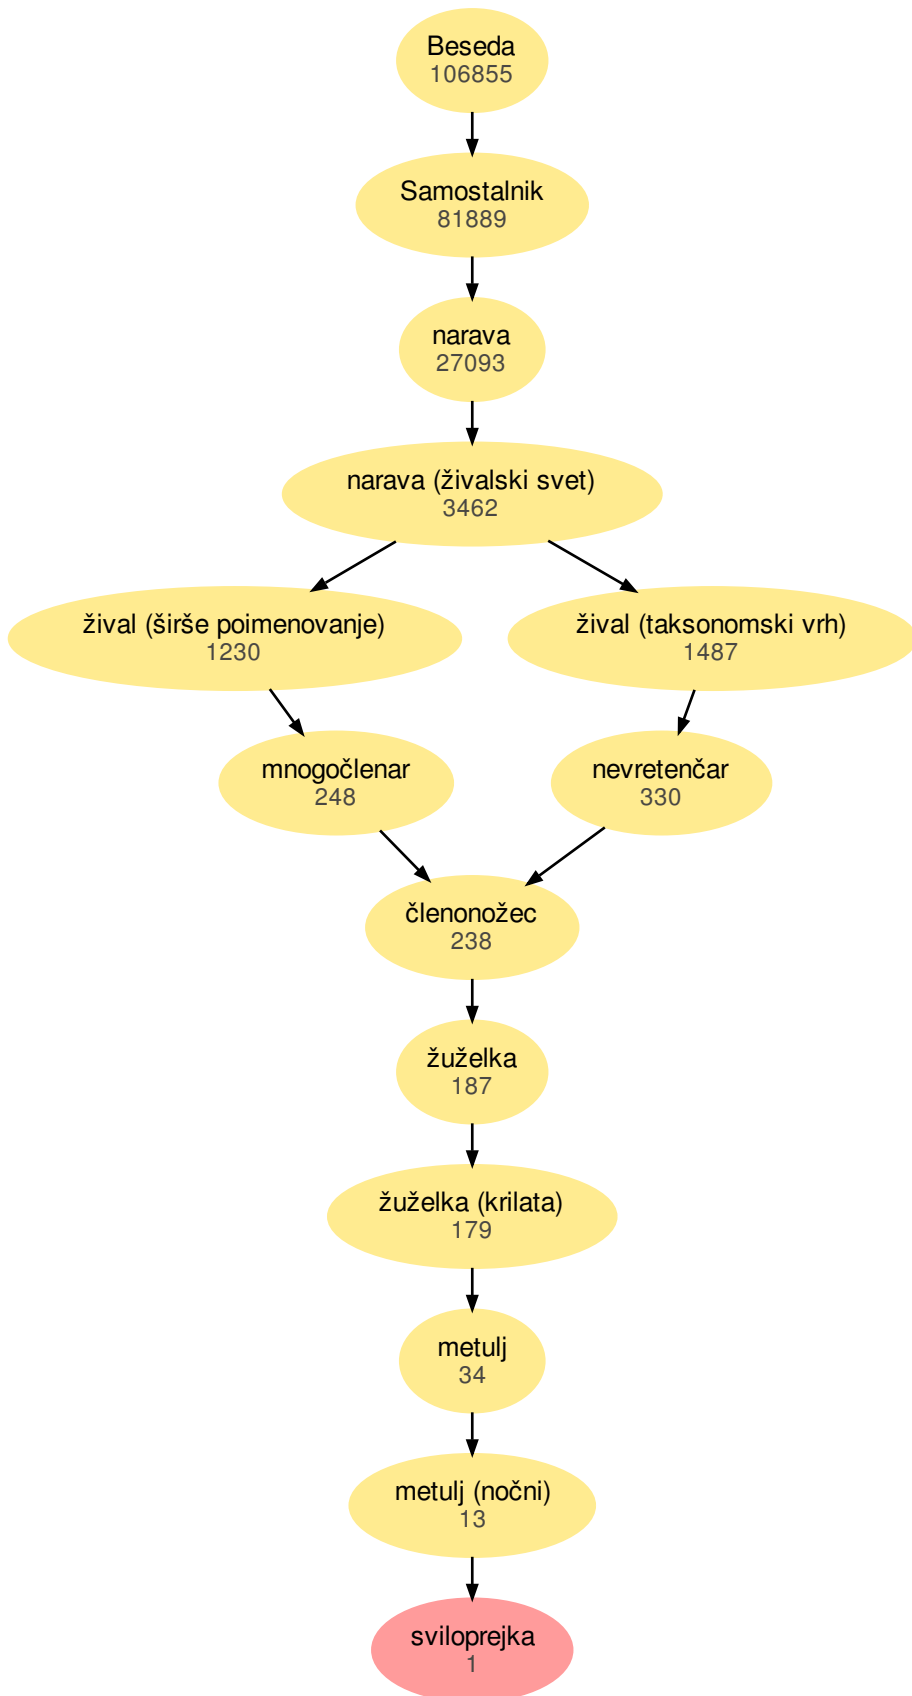 Beseda
106855
Samostalnik
81889
narava
27093
narava (živalski svet)
3462
žival (širše poimenovanje)
1230
žival (taksonomski vrh)
1487
mnogočlenar
248
nevretenčar
330
členonožec
238
žuželka
187
žuželka (krilata)
179
metulj
34
metulj (nočni)
13
sviloprejka
1